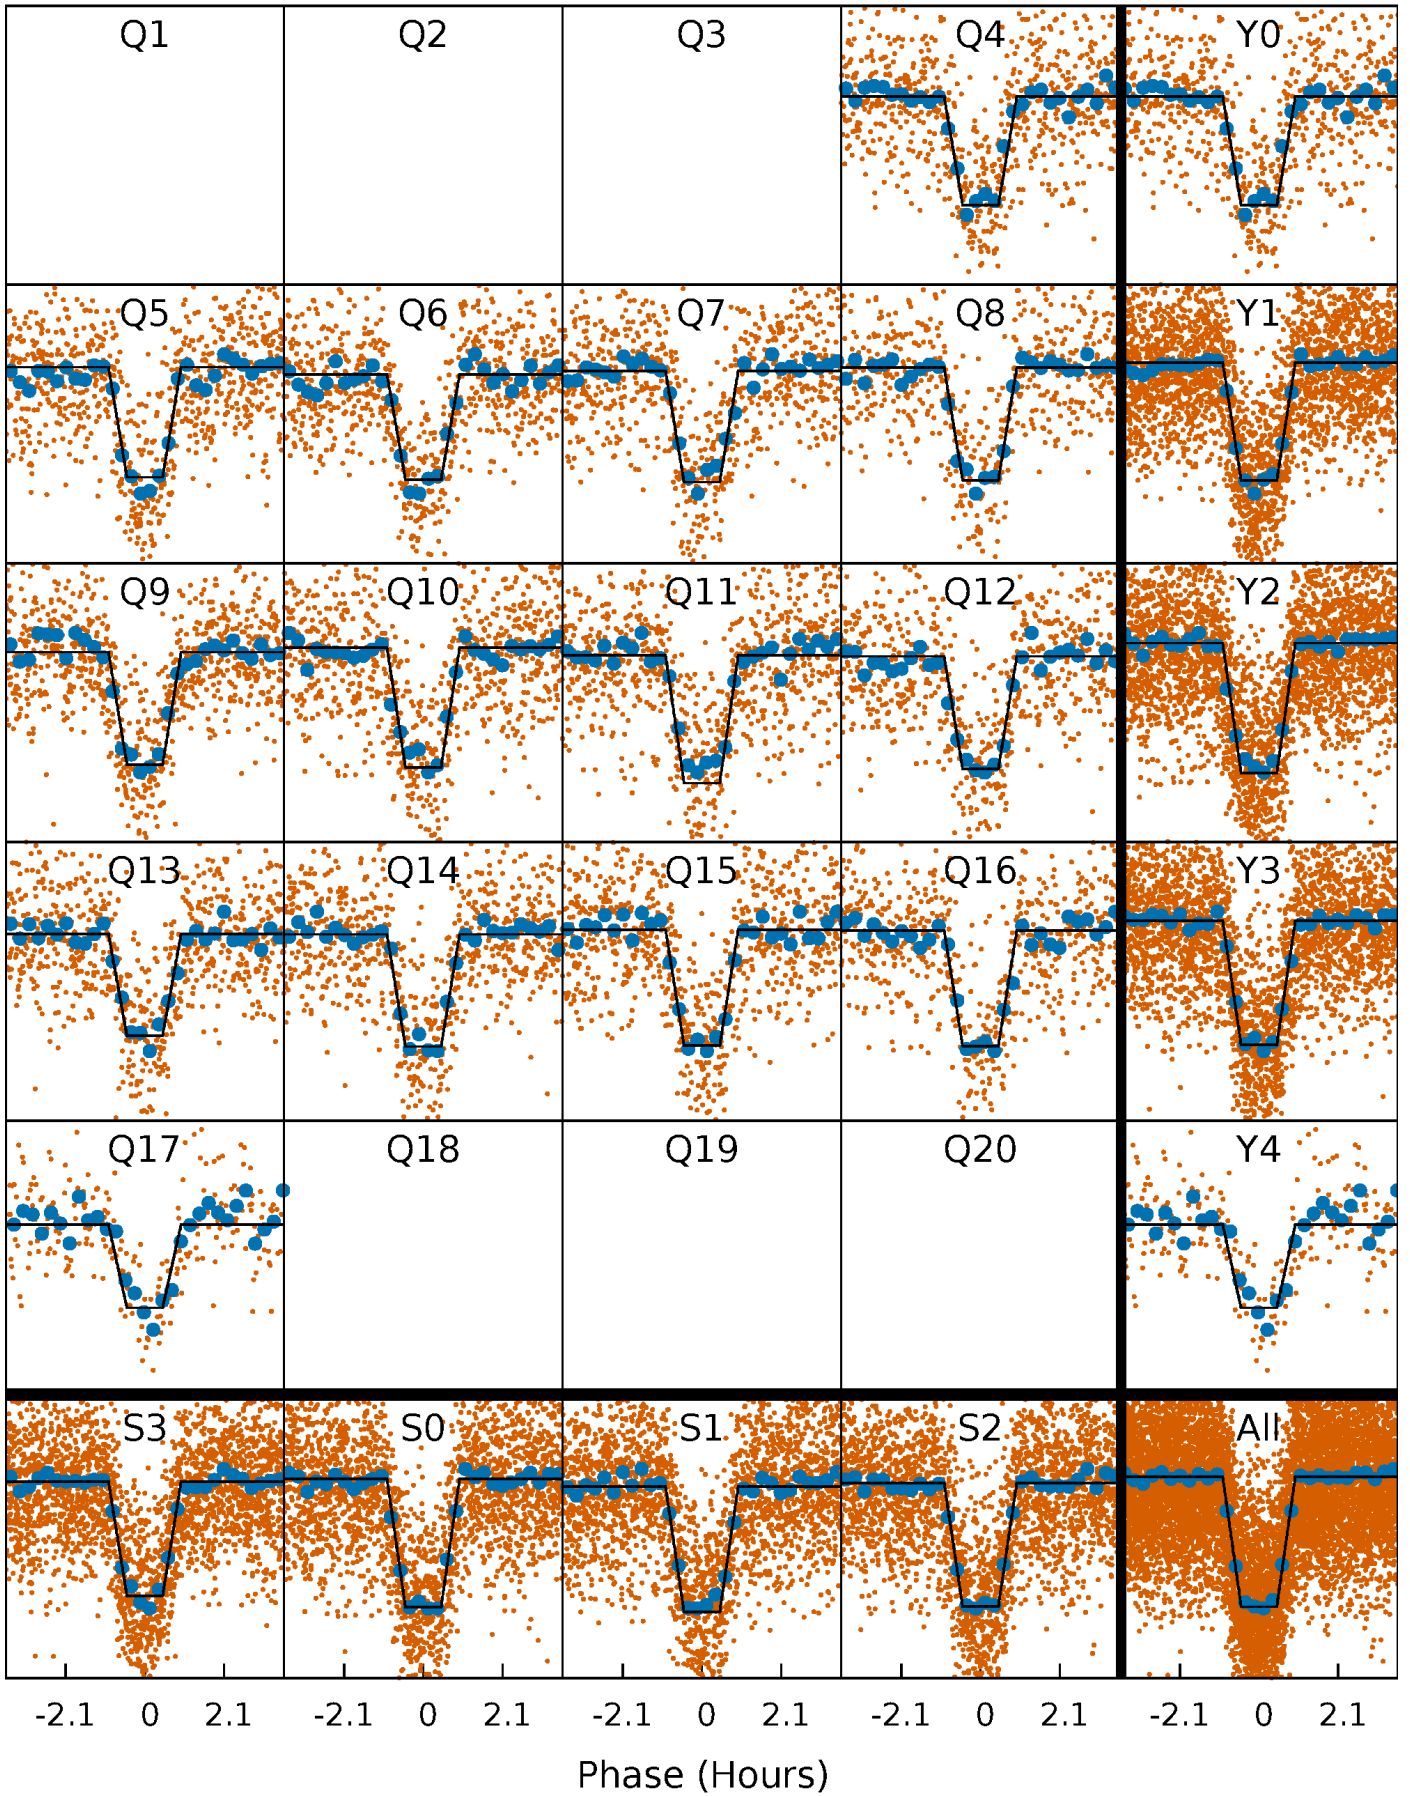 Q1 Q2 Q3 Q4 Y0
Q5 Q6 Q7 Q8 Y1
Q9 Q10 Q11 Q12 Y2
Q13 Q14 Q15 Q16 Y3
Q17 Q18 Q19 Q20 Y4
S3 S0 S1 S2 All
-2.1 0 2.1 -2.1 0 2.1 -2.1 0 2.1 -2.1 0 2.1 -2.1 0 2.1
Phase (Hours)